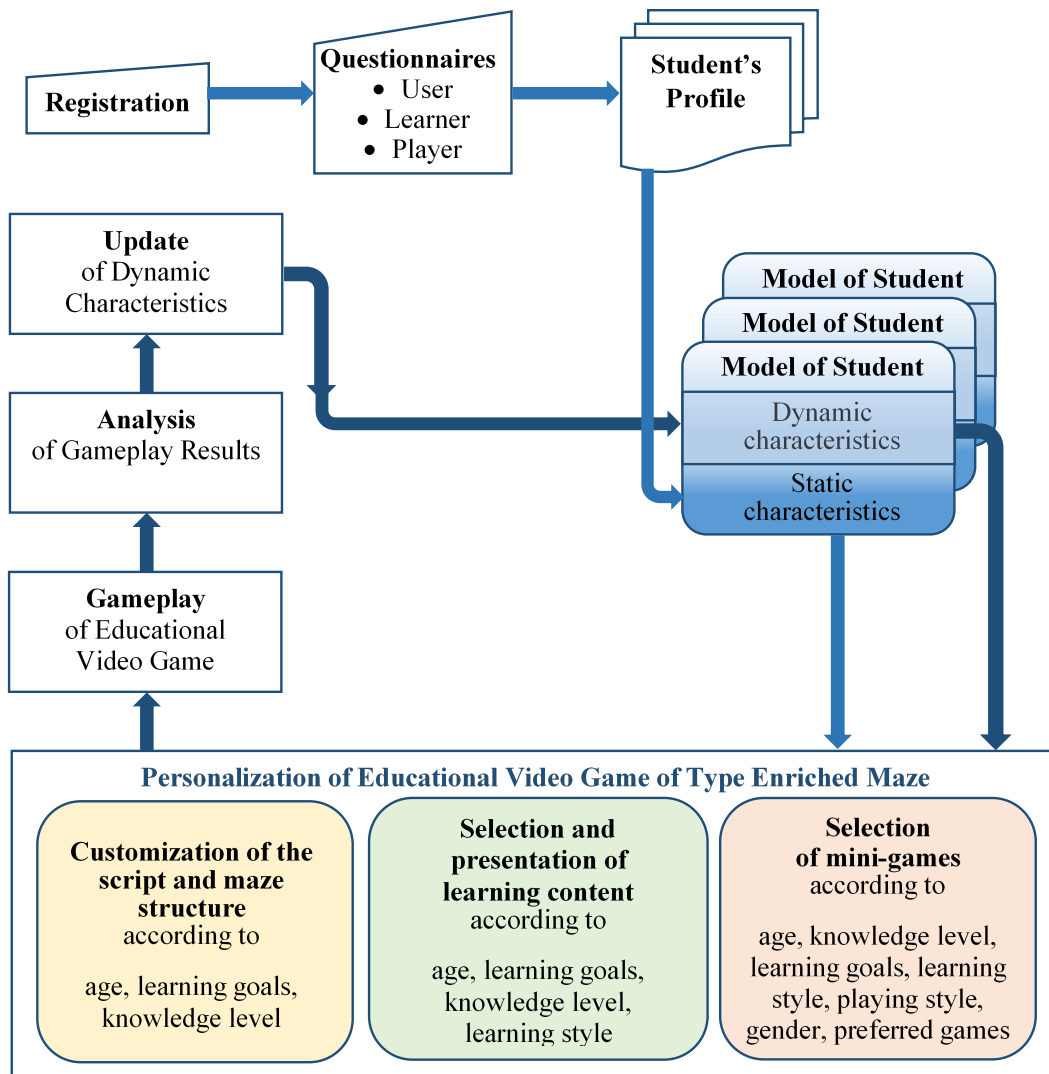 Registration
Questionnaires
• User
• Learner
• Player
Student’s
Profile
Update
of Dynamic
Characteristics
Analysis
of Gameplay Results
Gameplay
of Educational
Video Game
Model of Student
Model of Student
Model of Student
Dynamic
characteristics
Static
characteristics
Personalization of Educational Video Game of Type Enriched Maze
Customization of the
script and maze
structure
according to
age, learning goals,
knowledge level
Selection and
presentation of
learning content
according to
age, learning goals,
knowledge level,
learning style
Selection
of mini-games
according to
age, knowledge level,
learning goals, learning
style, playing style,
gender, preferred games